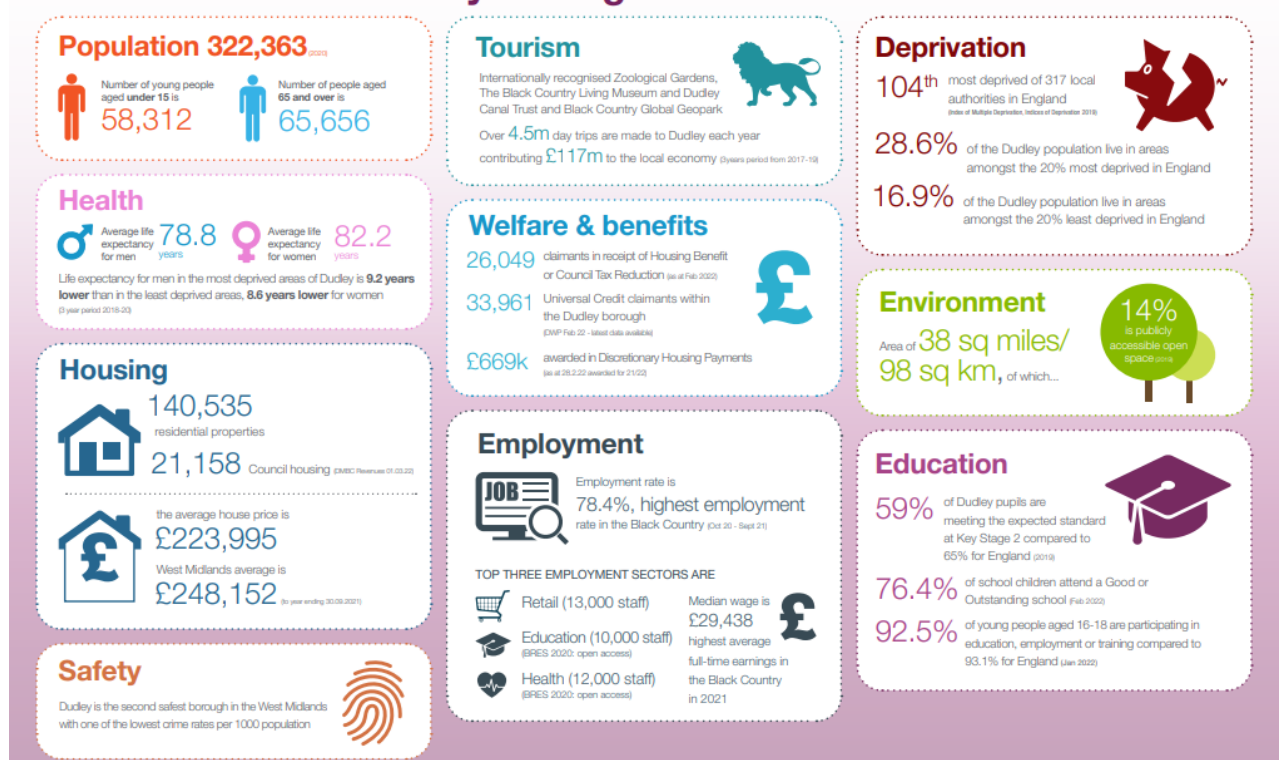 Population 322,363 (2020)
Number of young people
aged under 15 is
58,312
Number of people aged
65 and over is
65,656
Health
Average life
expectancy
for men
78.8
years
Average life
expectancy
for women
82.2
years
Life expectancy for men in the most deprived areas of Dudley is 9.2 years
lower than in the least deprived areas, 8.6 years lower for women
(3 year period 2018-20)
Housing
140,535
residential properties
21,158 Council housing (DMBC Revenues 01.03.22)
the average house price is
£223,995
West Midlands average is
£248,152 (to year ending 30.09.2021)
£
Safety
Dudley is the second safest borough in the West Midlands
with one of the lowest crime rates per 1000 population
Tourism
Internationally recognised Zoological Gardens,
The Black Country Living Museum and Dudley
Canal Trust and Black Country Global Geopark
Over 4.5m day trips are made to Dudley each year
contributing £117m to the local economy (3years period from 2017-19)
Welfare & benefits
26,049 claimants in receipt of Housing Benefit
or Council Tax Reduction (as at Feb 2022)
33,961 Universal Credit claimants within
the Dudley borough
(DWP Feb 22 - latest data available)
£669k awarded in Discretionary Housing Payments
(as at 28.2.22 awarded for 21/22)
£
Employment
JOB
Employment rate is
78.4%, highest employment
rate in the Black Country (Oct 20 - Sept 21)
TOP THREE EMPLOYMENT SECTORS ARE
Retail (13,000 staff)
Education (10,000 staff)
(BRES 2020: open access)
Health (12,000 staff)
(BRES 2020: open access)
Median wage is
£29,438
highest average
full-time earnings in
the Black Country
in 2021
£
Deprivation
104th most deprived of 317 local
authorities in England
(Index of Multiple Deprivation, Indices of Deprivation 2019)
28.6% of the Dudley population live in areas
amongst the 20% most deprived in England
16.9% of the Dudley population live in areas
amongst the 20% least deprived in England
Environment
Area of 38 sq miles/
98 sq km, of which...
14%
is publicly
accessible open
space (2019)
Education
59% of Dudley pupils are
meeting the expected standard
at Key Stage 2 compared to
65% for England (2019)
76.4% of school children attend a Good or
Outstanding school (Feb 2022)
92.5% of young people aged 16-18 are participating in
education, employment or training compared to
93.1% for England (Jan 2022)